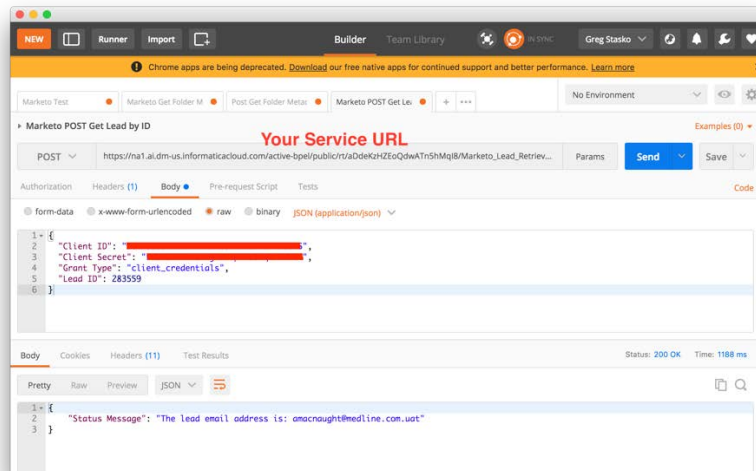 NEW Runner Import Builder Team Library IN SYNC Greg Stasko
Chrome apps are being deprecated. Download our free native apps for continued support and better performance. Learn more
Marketo Test Marketo Get Folder M Post Get Folder Metac Marketo POST Get Lea + ••• No Environment
Marketo POST Get Lead by ID Examples (0)
Your Service URL
POST https://na1.ai.dm-us.informaticacloud.com/active-bpel/public/rt/aDdeKzHZEoQdwATn5hMqI8/Marketo_Lead_Retriev... Params Send Save
Authorization Headers (1) Body Pre-request Script Tests Code
form-data x-www-form-urlencoded raw binary JSON (application/json)
1 {
2 "Client ID": "
3 "Client Secret": "
4 "Grant Type": "client_credentials",
5 "Lead ID": 283559
6 }
Body Cookies Headers (11) Test Results Status: 200 OK Time: 1188 ms
Pretty Raw Preview JSON
1 {
2 "Status Message": "The lead email address is: amacnaught@medline.com.uat"
3 }